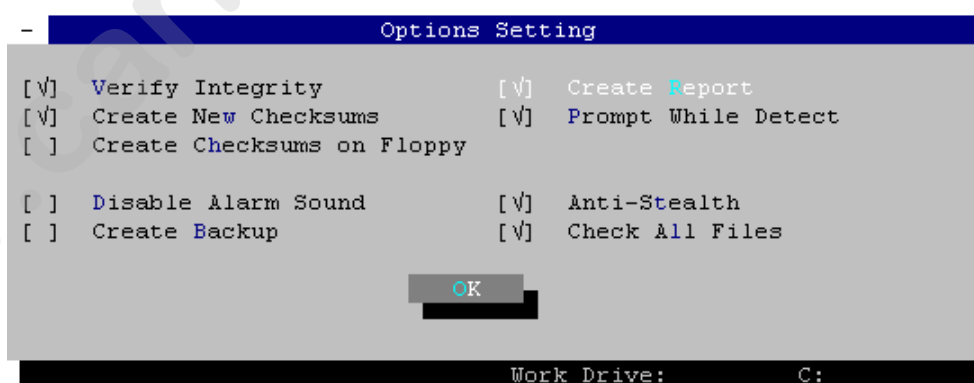 - Options Setting
[√] Verify Integrity [√] Create Report
[√] Create New Checksums [√] Prompt While Detect
[ ] Create Checksums on Floppy
[ ] Disable Alarm Sound [√] Anti-Stealth
[ ] Create Backup [√] Check All Files
OK
Work Drive: C: